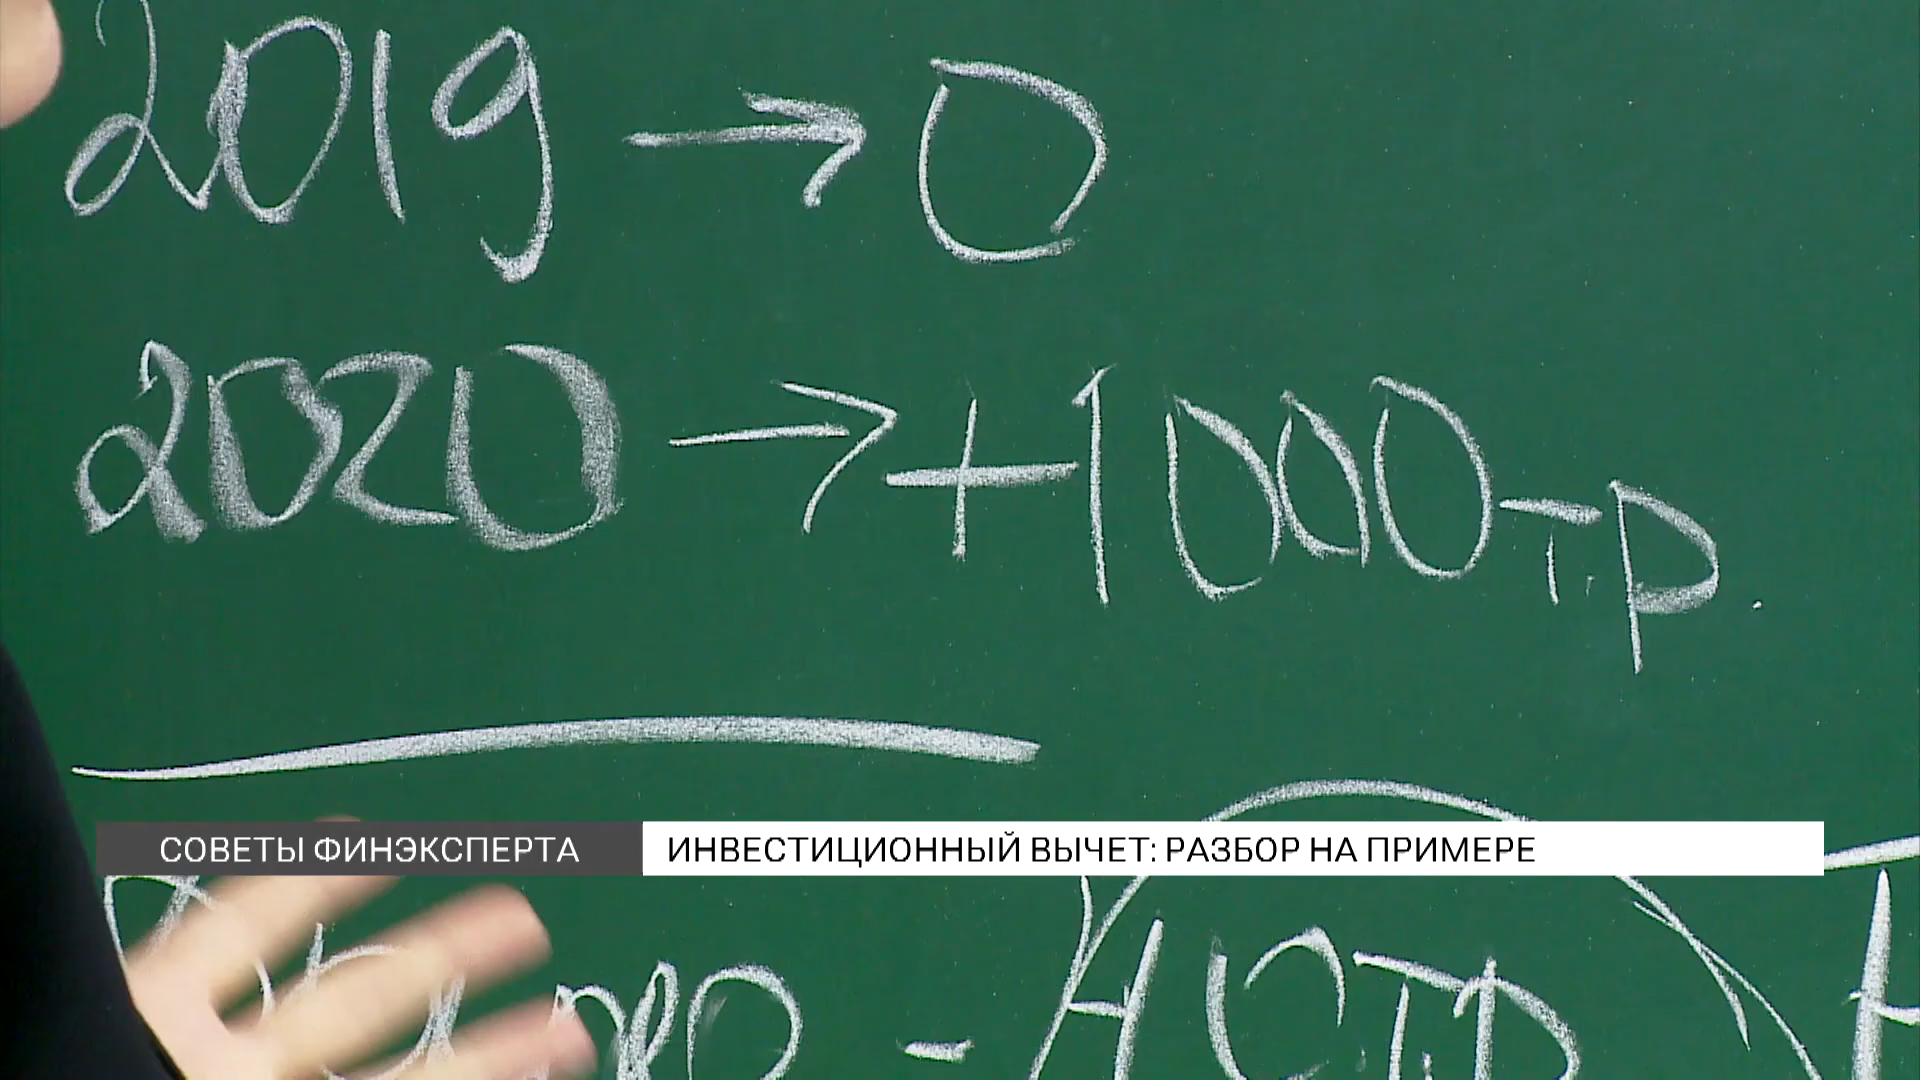 2019 → 0
2020 → +1000 т.р.
СОВЕТЫ ФИНЭКСПЕРТА
ИНВЕСТИЦИОННЫЙ ВЫЧЕТ: РАЗБОР НА ПРИМЕРЕ